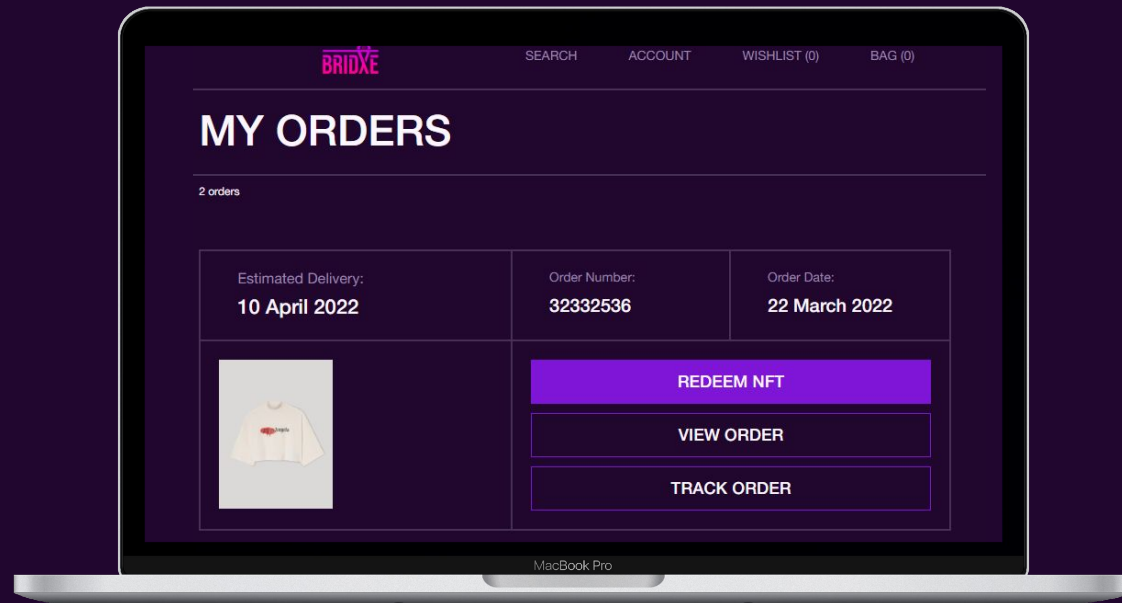 BRIDXE
SEARCH ACCOUNT WISHLIST (0) BAG (0)
MY ORDERS
2 orders
Estimated Delivery: Order Number: Order Date:
10 April 2022 32332536 22 March 2022
REDEEM NFT
VIEW ORDER
TRACK ORDER
MacBook Pro